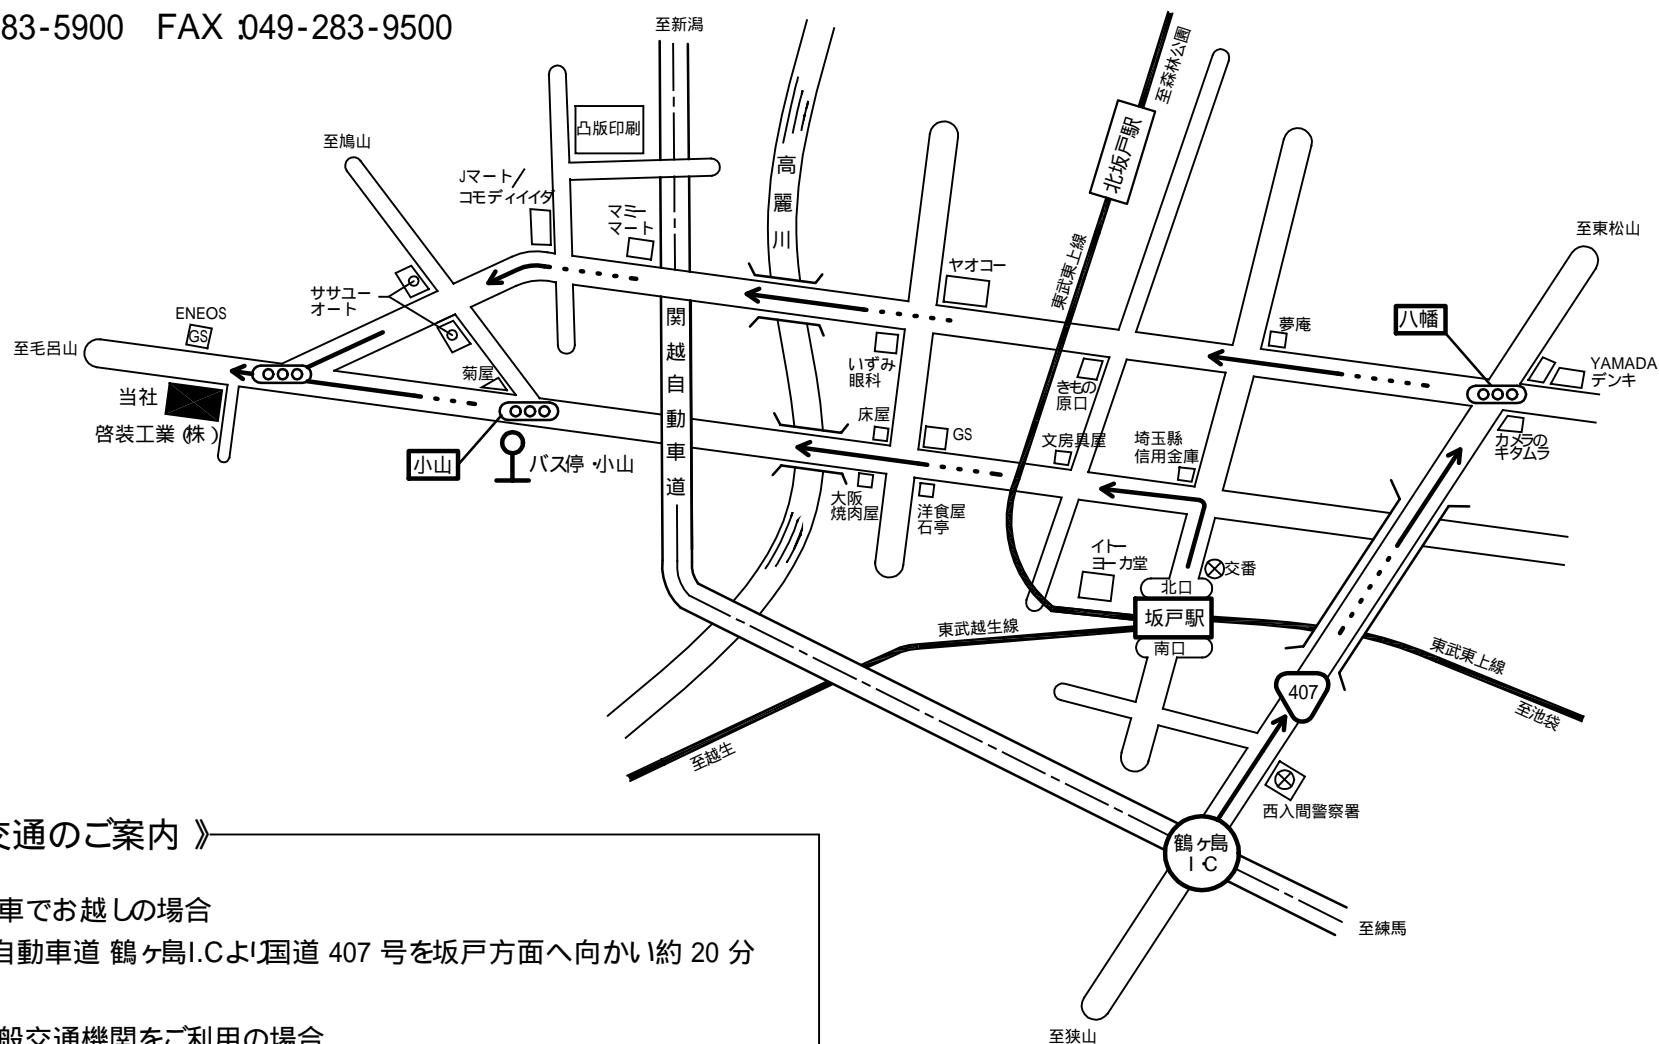 83-5900 FAX :049-283-9500
至新潟
至森林公園
凸版印刷
至鳩山
高麗川
北坂戸駅
Jマート/
コモディイイダ
マミー
マート
至東松山
東武東上線
ヤオコー
ササユー
オート
ENEOS
GS
関越自動車道
夢庵
八幡
至毛呂山
いずみ
眼科
YAMADA
デンキ
菊屋
きもの
原口
当社
床屋
啓装工業(株)
GS
文房具屋
埼玉縣
信用金庫
カメラの
キタムラ
小山
バス停・小山
大阪
焼肉屋
洋食屋
石亭
イトー
ヨーカ堂
交番
北口
坂戸駅
東武越生線
南口
東武東上線
407
至池袋
至越生
西入間警察署
交通のご案内 》
鶴ヶ島
I・C
車でお越しの場合
至練馬
自動車道 鶴ヶ島I.Cより国道 407 号を坂戸方面へ向かい約 20 分
般交通機関をご利用の場合
至狭山